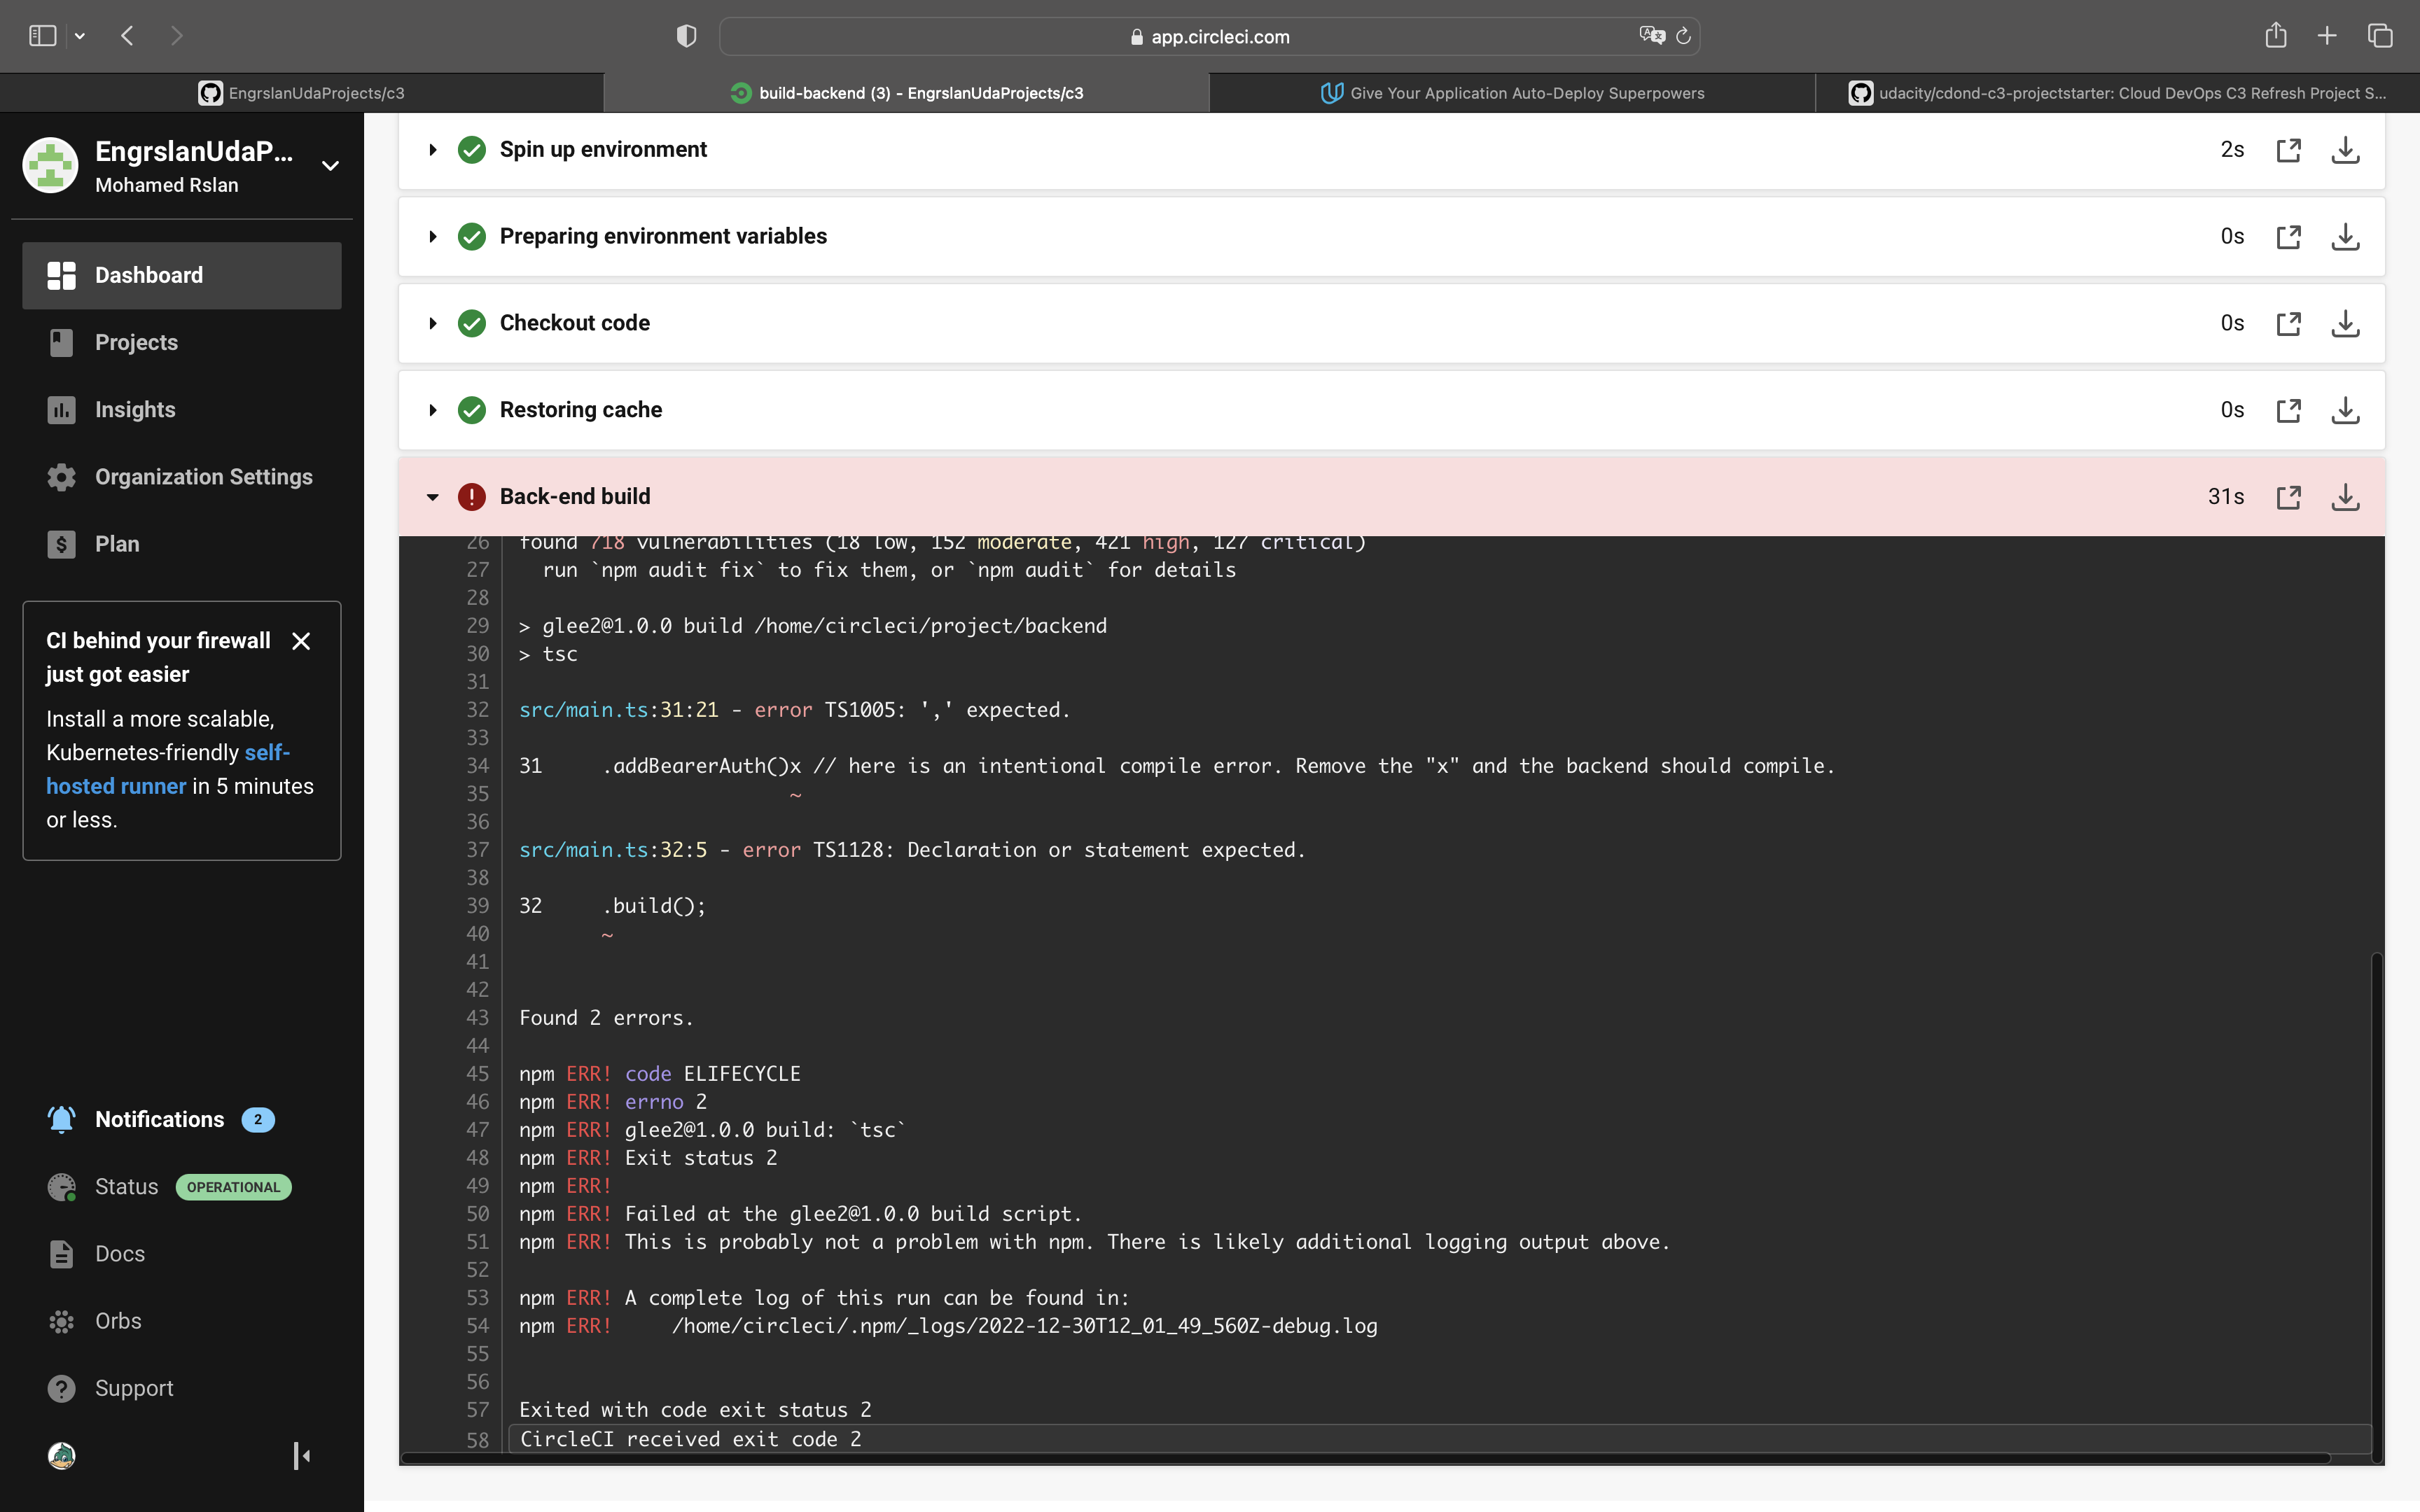 app.circleci.com
EngrslanUdaProjects/c3
build-backend (3) - EngrslanUdaProjects/c3
Give Your Application Auto-Deploy Superpowers
udacity/cdond-c3-projectstarter: Cloud DevOps C3 Refresh Project S...
EngrslanUdaP...
Mohamed Rslan
Dashboard
Projects
Insights
Organization Settings
Plan
CI behind your firewall
just got easier
Install a more scalable,
Kubernetes-friendly self-
hosted runner in 5 minutes
or less.
Notifications 2
Status OPERATIONAL
Docs
Orbs
Support
Spin up environment 2s
Preparing environment variables 0s
Checkout code 0s
Restoring cache 0s
Back-end build 31s
26 found 718 vulnerabilities (18 low, 152 moderate, 421 high, 127 critical)
27 run `npm audit fix` to fix them, or `npm audit` for details
28
29 > glee2@1.0.0 build /home/circleci/project/backend
30 > tsc
31
32 src/main.ts:31:21 - error TS1005: ',' expected.
33
34 31 .addBearerAuth()x // here is an intentional compile error. Remove the "x" and the backend should compile.
35 ~
36
37 src/main.ts:32:5 - error TS1128: Declaration or statement expected.
38
39 32 .build();
40 ~
41
42
43 Found 2 errors.
44
45 npm ERR! code ELIFECYCLE
46 npm ERR! errno 2
47 npm ERR! glee2@1.0.0 build: `tsc`
48 npm ERR! Exit status 2
49 npm ERR!
50 npm ERR! Failed at the glee2@1.0.0 build script.
51 npm ERR! This is probably not a problem with npm. There is likely additional logging output above.
52
53 npm ERR! A complete log of this run can be found in:
54 npm ERR! /home/circleci/.npm/_logs/2022-12-30T12_01_49_560Z-debug.log
55
56
57 Exited with code exit status 2
58 CircleCI received exit code 2